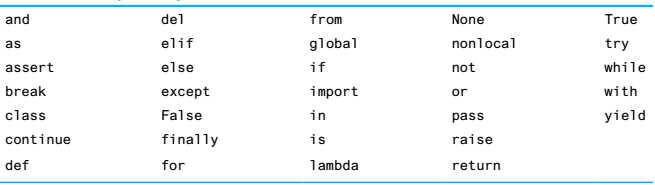 and del from None True
as elif global nonlocal try
assert else if not while
break except import or with
class False in pass yield
continue finally is raise
def for lambda return